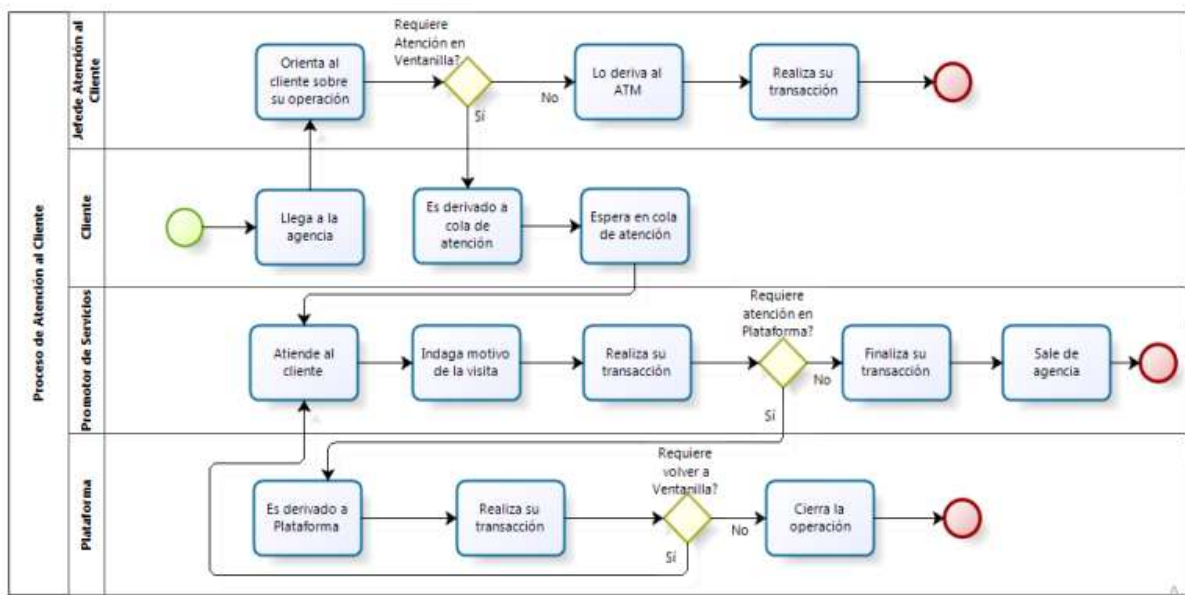 Proceso de Atención al Cliente
Jefede Atención al
Cliente
Orienta al
cliente sobre
su operación
Requiere
Atención en
Ventanilla?
No
Sí
Lo deriva al
ATM
Realiza su
transacción
Cliente
Llega a la
agencia
Es derivado a
cola de
atención
Espera en cola
de atención
Promotor de Servicios
Atiende al
cliente
Indaga motivo
de la visita
Realiza su
transacción
Requiere
atención en
Plataforma?
No
Sí
Finaliza su
transacción
Sale de
agencia
Plataforma
Es derivado a
Plataforma
Realiza su
transacción
Requiere
volver a
Ventanilla?
No
Sí
Cierra la
operación